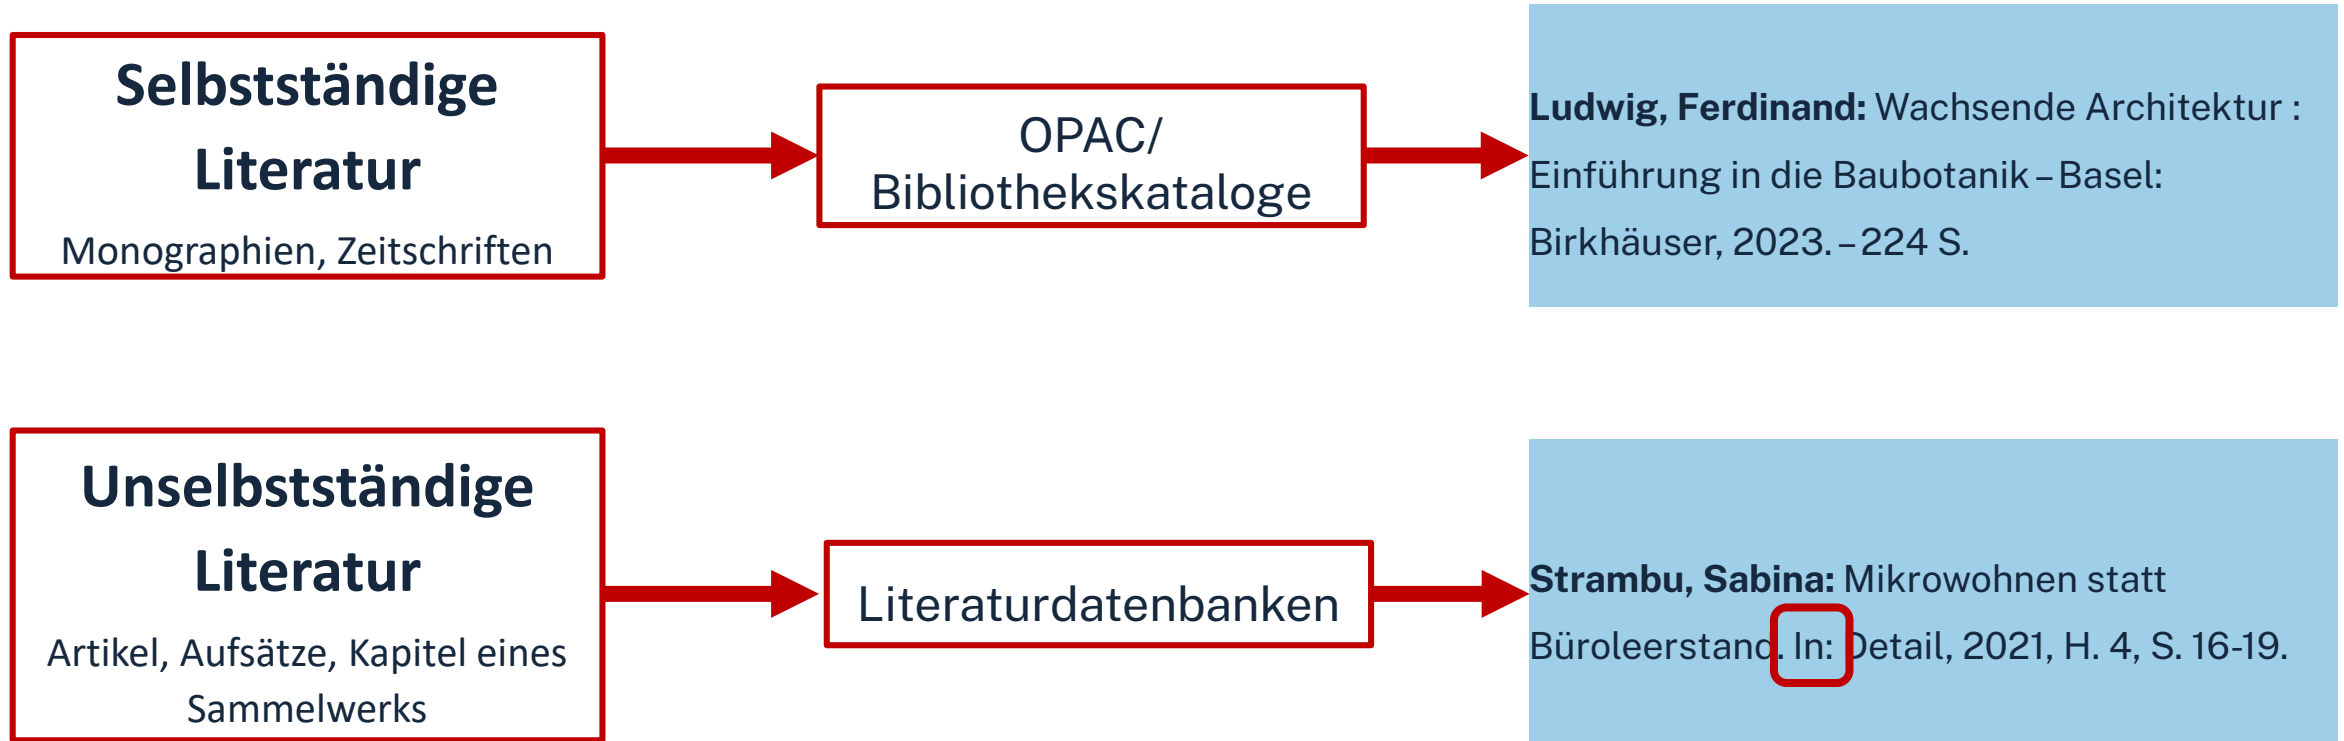 Selbstständige
Literatur
Monographien, Zeitschriften
OPAC/
Bibliothekskataloge
Ludwig, Ferdinand: Wachsende Architektur :
Einführung in die Baubotanik – Basel:
Birkhäuser, 2023. – 224 S.
Unselbstständige
Literatur
Artikel, Aufsätze, Kapitel eines
Sammelwerks
Literaturdatenbanken
Strambu, Sabina: Mikrowohnen statt
Büroleerstand. In: Detail, 2021, H. 4, S. 16-19.